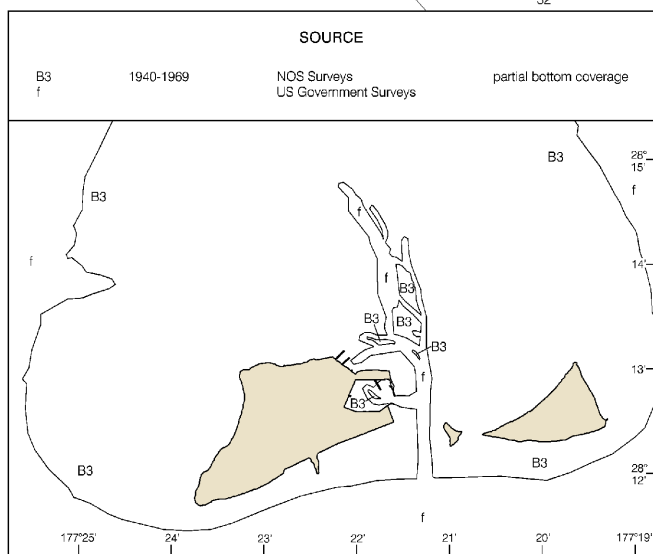 32
SOURCE
B3 1940-1969 NOS Surveys partial bottom coverage
f US Government Surveys
B3
28°
15'
B3
f
f
f
14'
f
B3
B3
B3
B3
13'
f
B3
B3
B3
28°
12'
f
177°25' 24' 23' 22' 21' 20' 177°19'